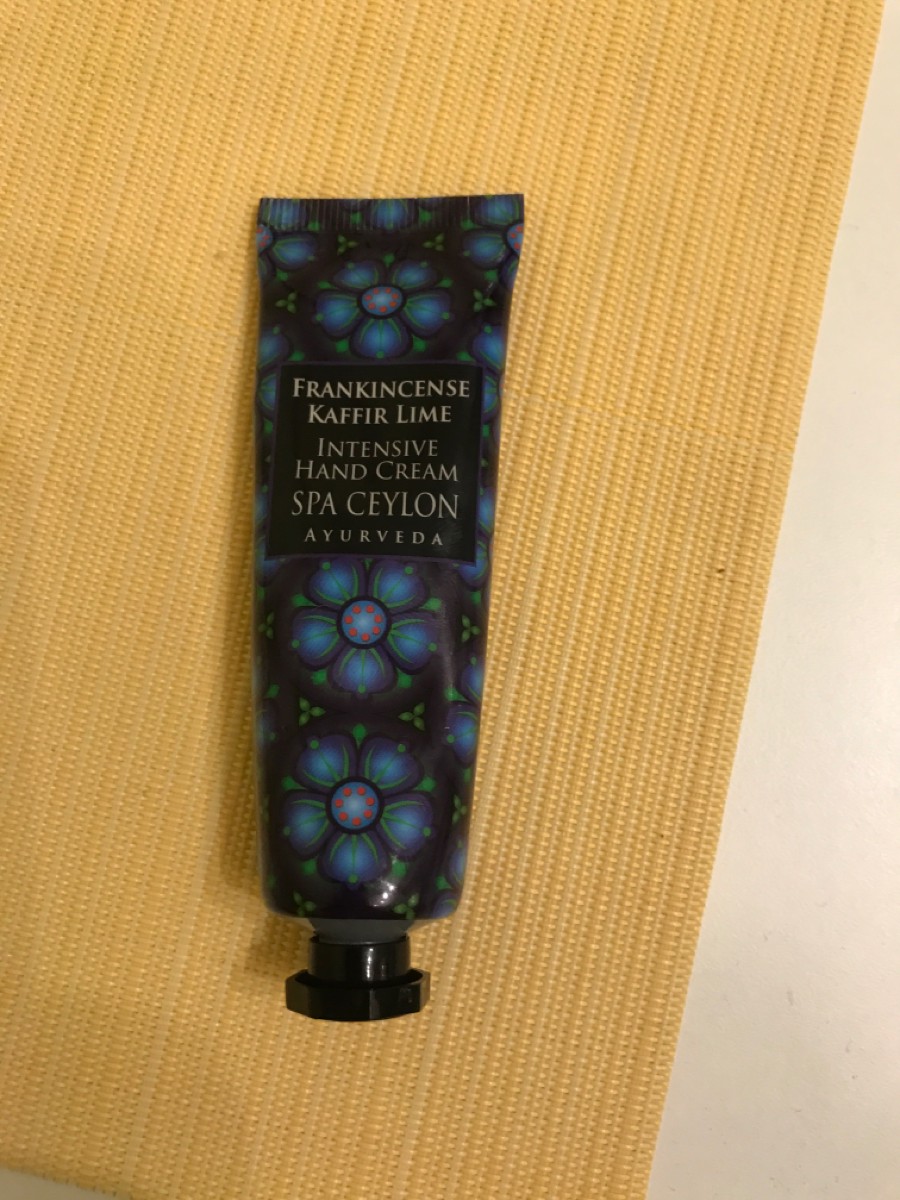 FRANKINCENSE
KAFFIR LIME
INTENSIVE
HAND CREAM
SPA CEYLON
AYURVEDA